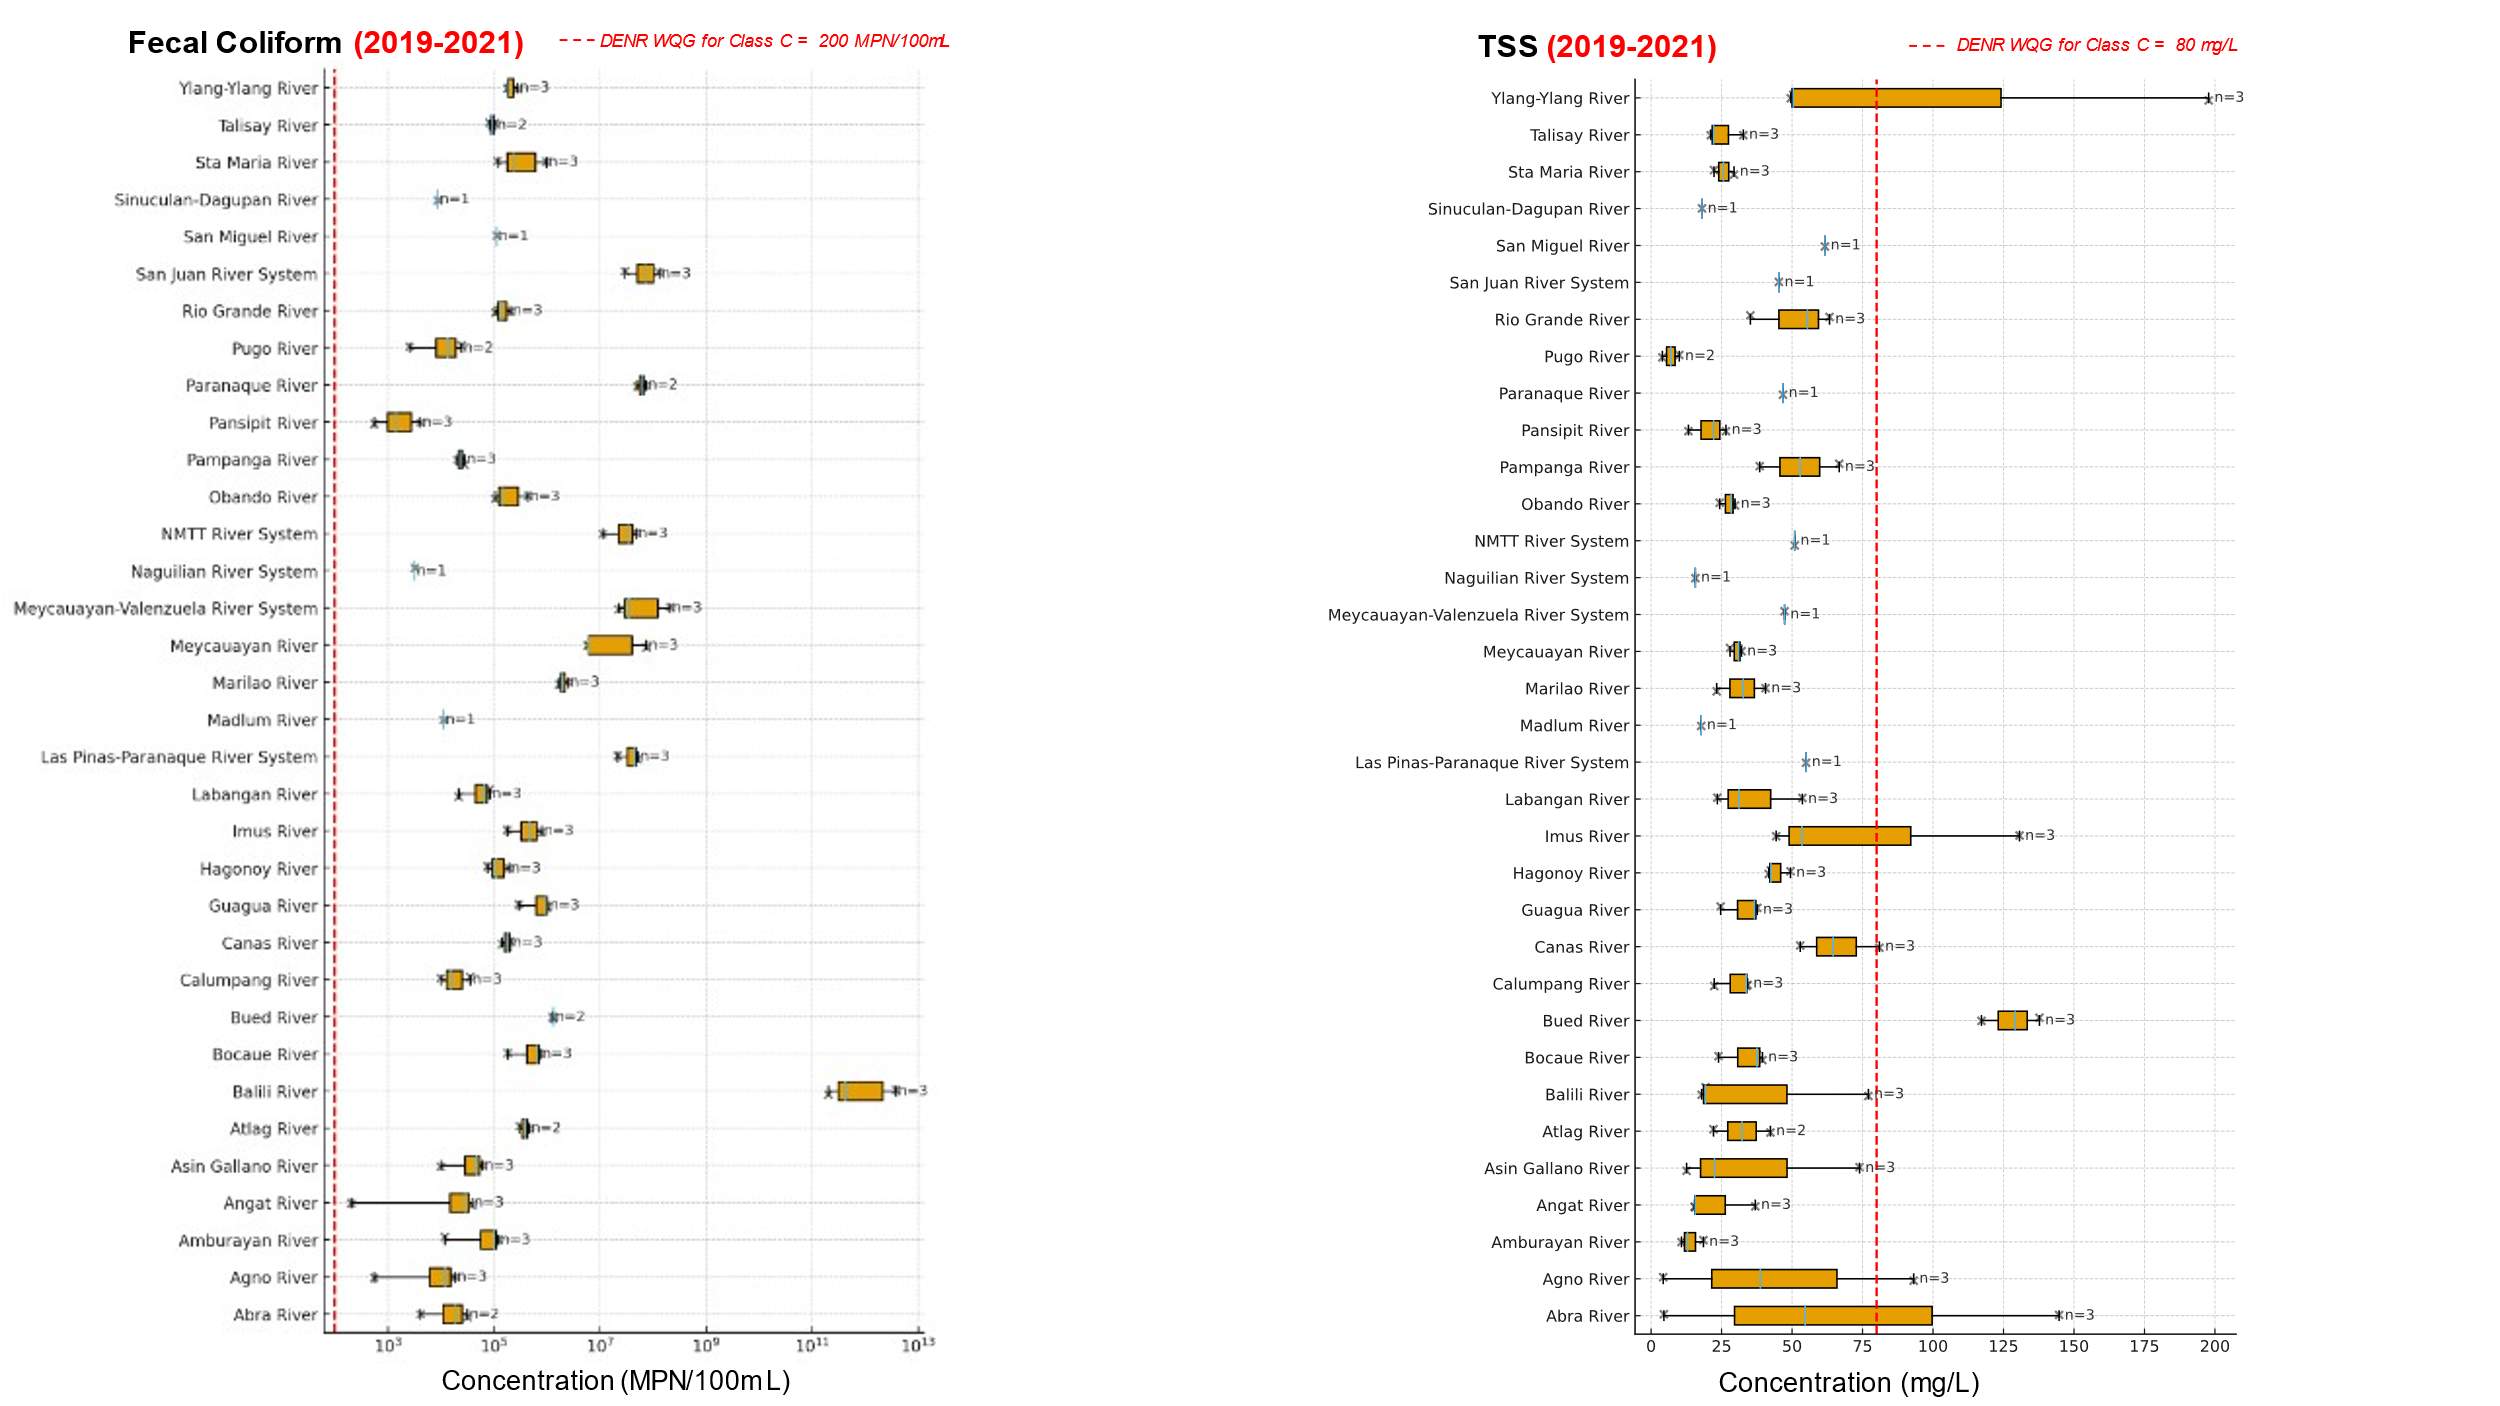 Fecal Coliform (2019-2021)
--- DENR WQG for Class C = 200 MPN/100mL
Ylang-Ylang River n=3
Talisay River n=2
Sta Maria River n=3
Sinuculan-Dagupan River n=1
San Miguel River n=1
San Juan River System n=3
Rio Grande River n=3
Pugo River n=2
Paranaque River n=2
Pansipit River n=3
Pampanga River n=3
Obando River n=3
NMTT River System n=3
Naguilian River System n=1
Meycauayan-Valenzuela River System n=3
Meycauayan River n=3
Marilao River n=3
Madlum River n=1
Las Pinas-Paranaque River System n=3
Labangan River n=3
Imus River n=3
Hagonoy River n=3
Guagua River n=3
Canas River n=3
Calumpang River n=3
Bued River n=2
Bocaue River n=3
Balili River n=3
Atlag River n=2
Asin Gallano River n=3
Angat River n=3
Amburayan River n=3
Agno River n=3
Abra River n=2
10³ 10⁵ 10⁷ 10⁹ 10¹¹ 10¹³
Concentration (MPN/100mL)
TSS (2019-2021)
--- DENR WQG for Class C = 80 mg/L
Ylang-Ylang River n=3
Talisay River n=3
Sta Maria River n=3
Sinuculan-Dagupan River n=1
San Miguel River n=1
San Juan River System n=1
Rio Grande River n=3
Pugo River n=2
Paranaque River n=1
Pansipit River n=3
Pampanga River n=3
Obando River n=3
NMTT River System n=1
Naguilian River System n=1
Meycauayan-Valenzuela River System n=1
Meycauayan River n=3
Marilao River n=3
Madlum River n=1
Las Pinas-Paranaque River System n=1
Labangan River n=3
Imus River n=3
Hagonoy River n=3
Guagua River n=3
Canas River n=3
Calumpang River n=3
Bued River n=3
Bocaue River n=3
Balili River n=3
Atlag River n=2
Asin Gallano River n=3
Angat River n=3
Amburayan River n=3
Agno River n=3
Abra River n=3
0 25 50 75 100 125 150 175 200
Concentration (mg/L)